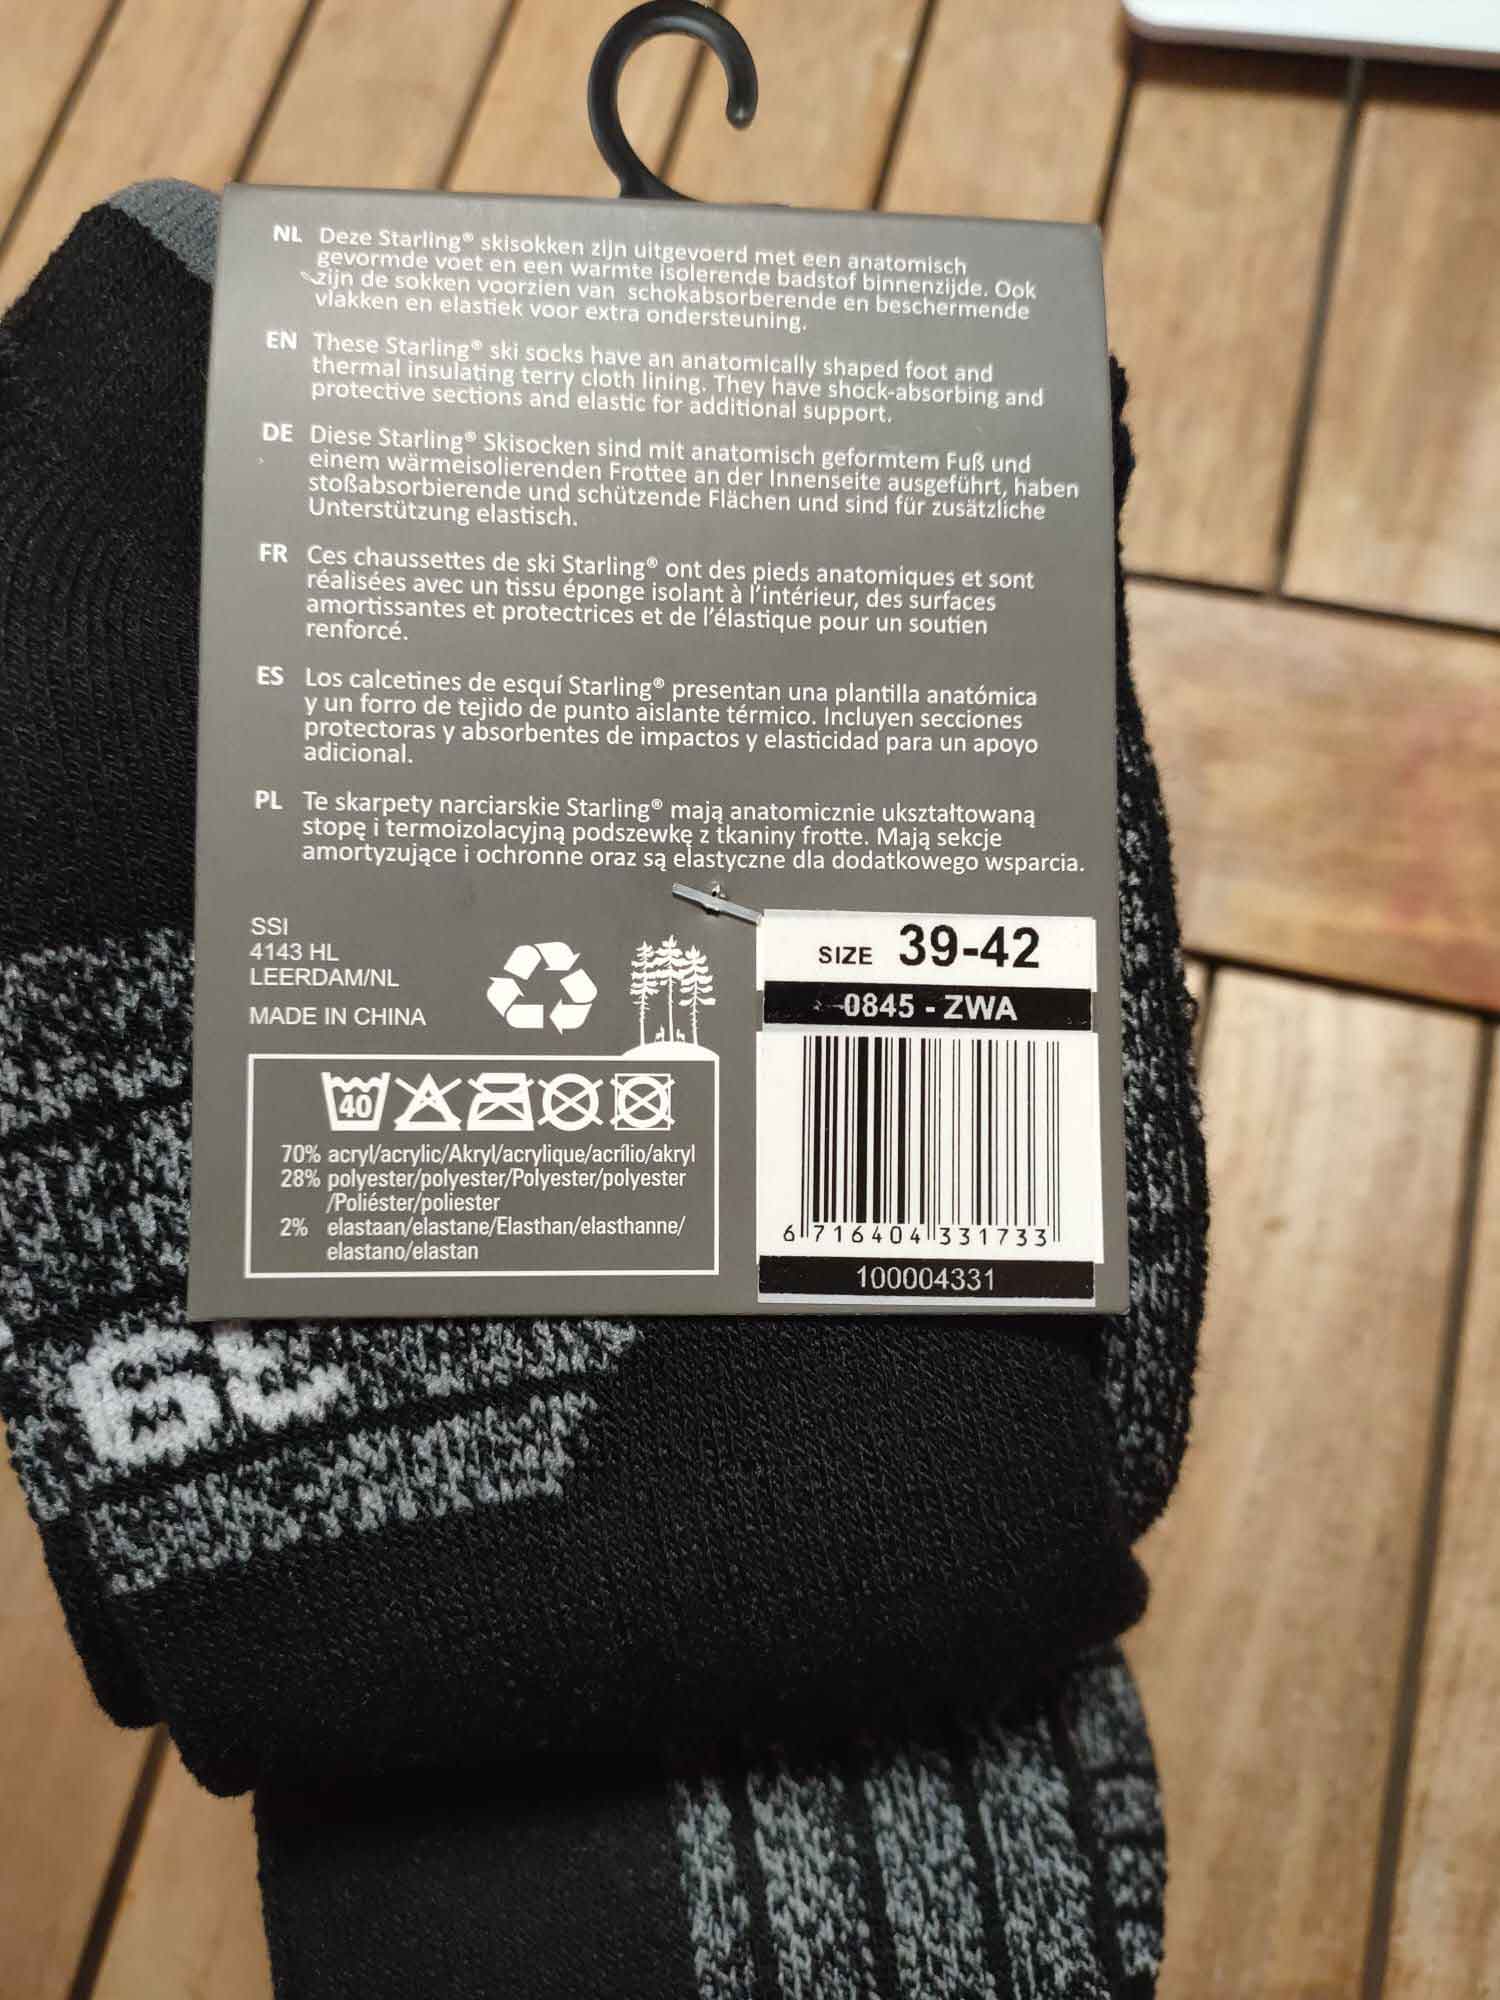 NL Deze Starling® skisokken zijn uitgevoerd met een anatomisch
gevormde voet en een warmte isolerende badstof binnenzijde. Ook
zijn de sokken voorzien van schokabsorberende en beschermende
vlakken en elastiek voor extra ondersteuning.
EN These Starling® ski socks have an anatomically shaped foot and
thermal insulating terry cloth lining. They have shock-absorbing and
protective sections and elastic for additional support.
DE Diese Starling® Skisocken sind mit anatomisch geformtem Fuß und
einem wärmeisolierenden Frottee an der Innenseite ausgeführt, haben
stoßabsorbierende und schützende Flächen und sind für zusätzliche
Unterstützung elastisch.
FR Ces chaussettes de ski Starling® ont des pieds anatomiques et sont
réalisées avec un tissu éponge isolant à l'intérieur, des surfaces
amortissantes et protectrices et de l'élastique pour un soutien
renforcé.
ES Los calcetines de esquí Starling® presentan una plantilla anatómica
y un forro de tejido de punto aislante térmico. Incluyen secciones
protectoras y absorbentes de impactos y elasticidad para un apoyo
adicional.
PL Te skarpety narciarskie Starling® mają anatomicznie ukształtowaną
stopę i termoizolacyjną podszewkę z tkaniny frotte. Mają sekcje
amortyzujące i ochronne oraz są elastyczne dla dodatkowego wsparcia.
SSI
4143 HL
LEERDAM/NL
MADE IN CHINA
40
70% acryl/acrylic/Akryl/acrylique/acrílio/akryl
28% polyester/polyester/Polyester/polyester
/Poliéster/poliester
2% elastaan/elastane/Elasthan/elasthanne/
elastano/elastan
SIZE 39-42
0845 - ZWA
6 716404 331733
100004331